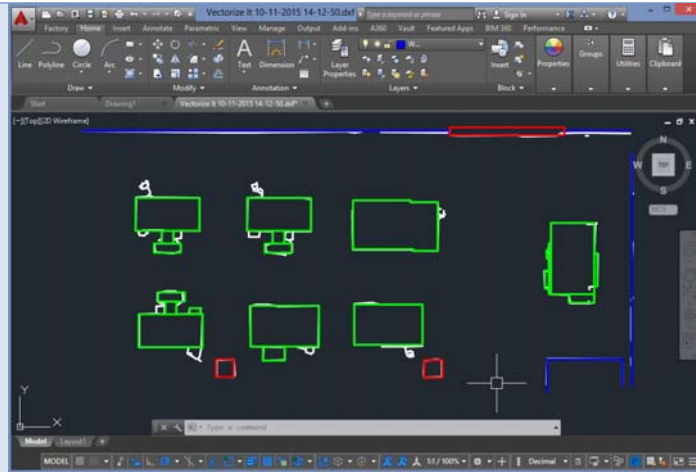 Vectorize It 10-11-2015 14-12-50.dxf
Type a keyword or phrase
Sign In
Factory Home Insert Annotate Parametric View Manage Output Add-ins A360 Vault Featured Apps BIM 360 Performance
Line Polyline Circle Arc
Text Dimension
Layer Properties
W...
Insert
Properties
Groups
Utilities
Clipboard
Draw
Modify
Annotation
Layers
Block
Start Drawing1 Vectorize It 10-11-2015 14-12-50.dxf*
[-][Top][2D Wireframe]
N
W TOP E
S
WCS
Y
X
Type a command
Model Layout1 +
MODEL 1:1 / 100% Decimal